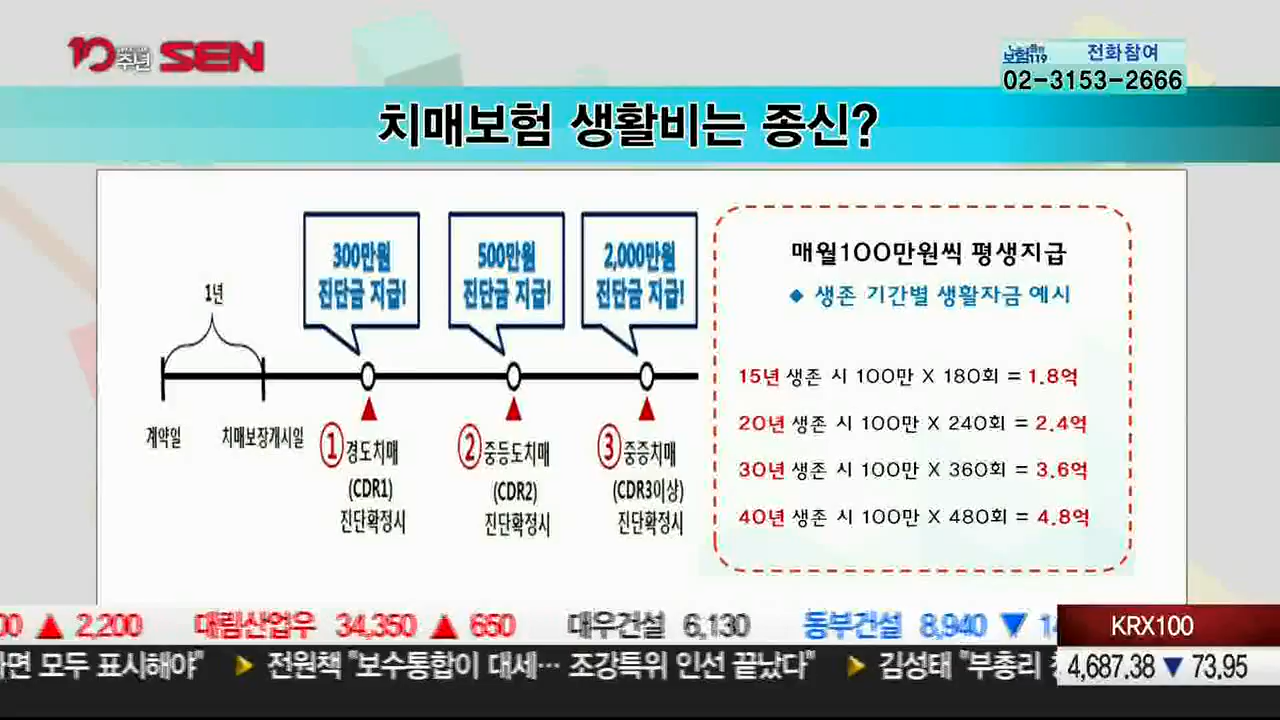 10주년 SEN
보험119 전화참여
02-3153-2666
치매보험 생활비는 종신?
1년
300만원
진단금 지급!
500만원
진단금 지급!
2,000만원
진단금 지급!
계약일
치매보장개시일
① 경도치매
(CDR1)
진단확정시
② 중등도치매
(CDR2)
진단확정시
③ 중증치매
(CDR3이상)
진단확정시
매월100만원씩 평생지급
◆ 생존 기간별 생활자금 예시
15년 생존 시 100만 X 180회 = 1.8억
20년 생존 시 100만 X 240회 = 2.4억
30년 생존 시 100만 X 360회 = 3.6억
40년 생존 시 100만 X 480회 = 4.8억
00 ▲ 2,200 대림산업우 34,350 ▲ 650 대우건설 6,130 동부건설 8,940 ▼ 14
KRX100
면 모두 표시해야" ▶ 전원책 "보수통합이 대세… 조강특위 인선 끝났다" ▶ 김성태 "부총리
4,687.38 ▼ 73.95